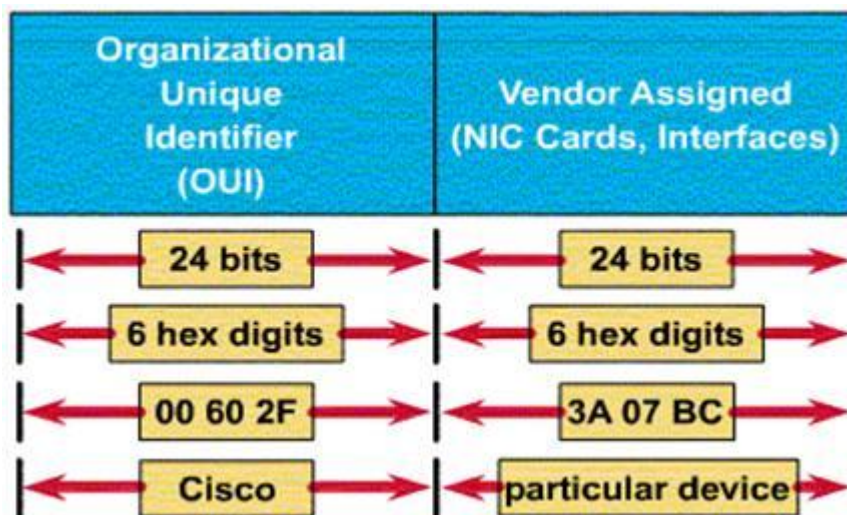 Organizational
Unique
Identifier
(OUI)
Vendor Assigned
(NIC Cards, Interfaces)
24 bits
24 bits
6 hex digits
6 hex digits
00 60 2F
3A 07 BC
Cisco
particular device